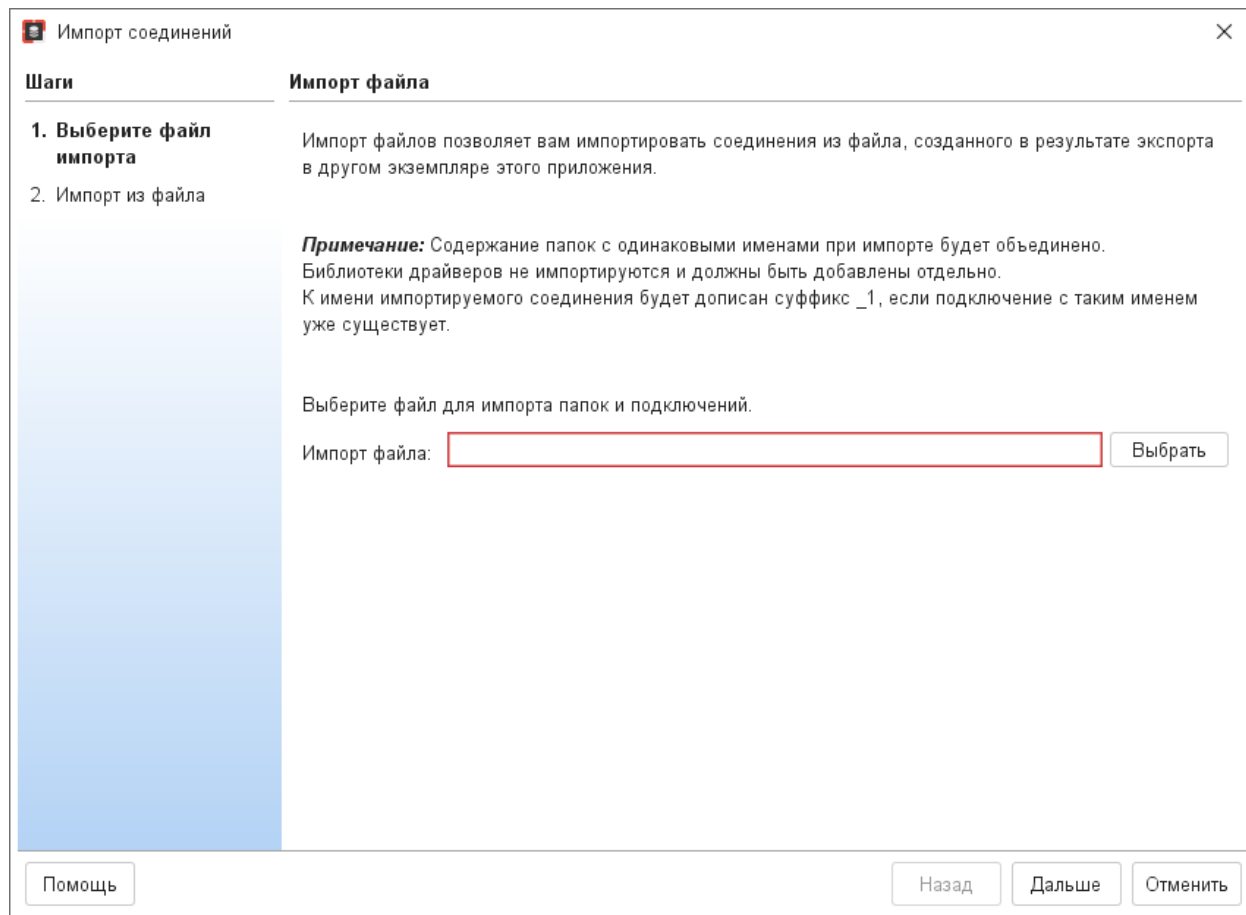 Импорт соединений
Шаги
Импорт файла
1. Выберите файл
импорта
2. Импорт из файла
Импорт файлов позволяет вам импортировать соединения из файла, созданного в результате экспорта
в другом экземпляре этого приложения.
Примечание: Содержание папок с одинаковыми именами при импорте будет объединено.
Библиотеки драйверов не импортируются и должны быть добавлены отдельно.
К имени импортируемого соединения будет дописан суффикс _1, если подключение с таким именем
уже существует.
Выберите файл для импорта папок и подключений.
Импорт файла:
Выбрать
Помощь
Назад
Дальше
Отменить